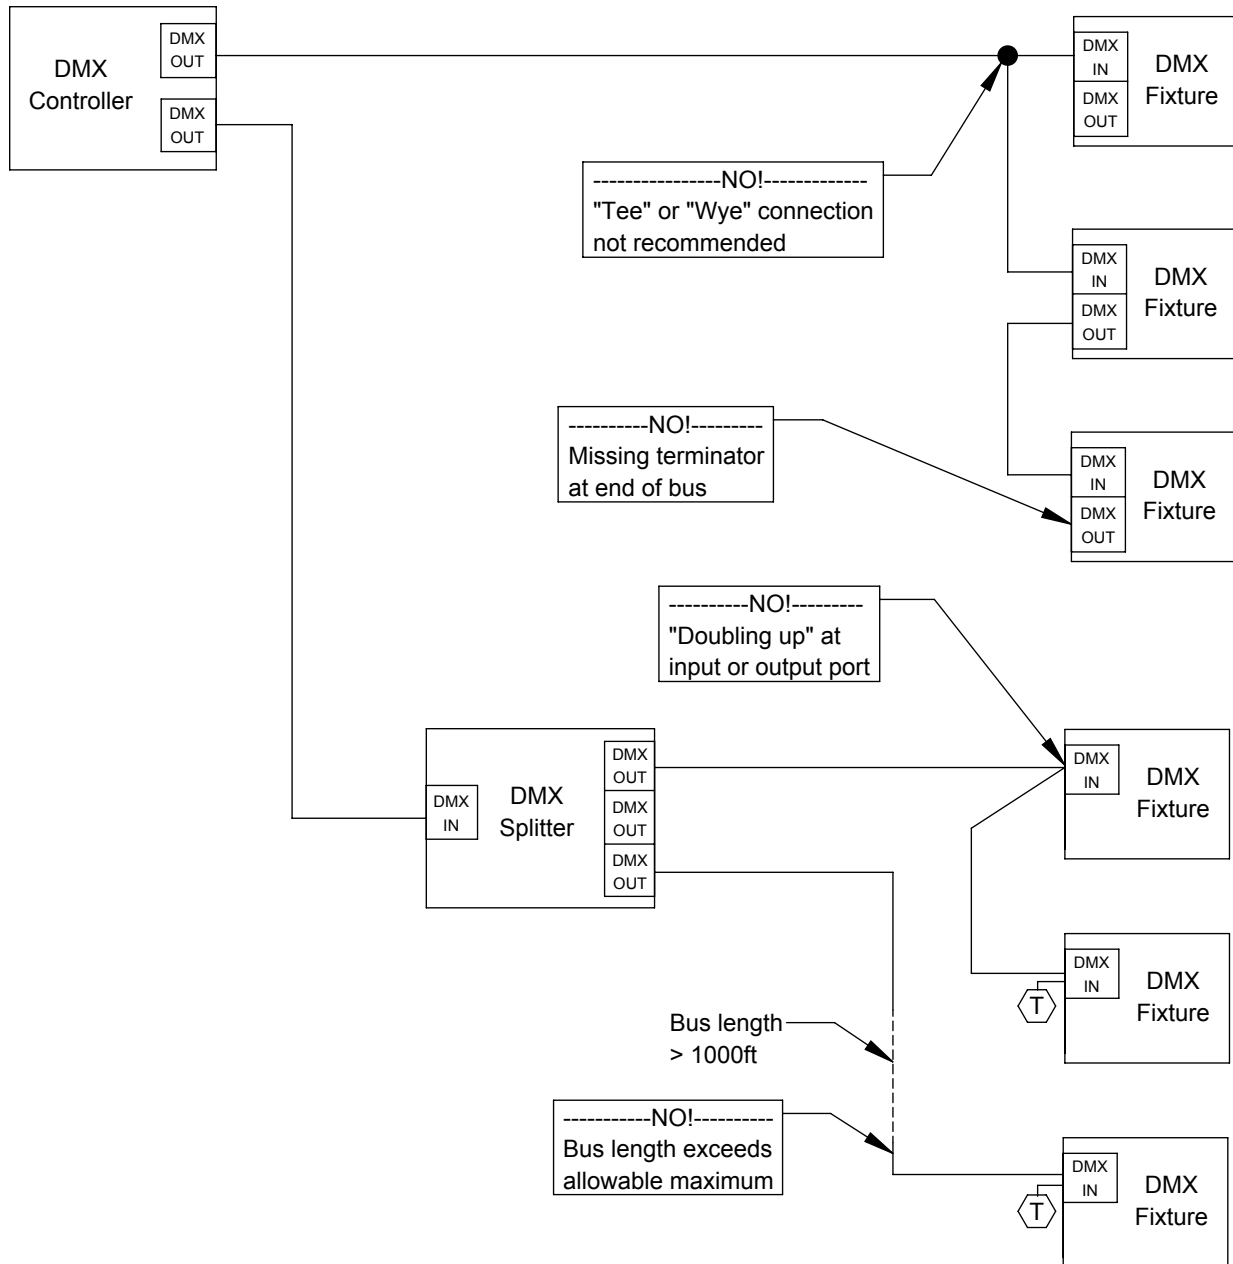 DMX
Controller
DMX
OUT
DMX
OUT
DMX
IN
DMX
OUT
DMX
Fixture
----------------NO!-------------
"Tee" or "Wye" connection
not recommended
DMX
IN
DMX
OUT
DMX
Fixture
----------NO!---------
Missing terminator
at end of bus
DMX
IN
DMX
OUT
DMX
Fixture
----------NO!---------
"Doubling up" at
input or output port
DMX
IN
DMX
Splitter
DMX
OUT
DMX
OUT
DMX
OUT
DMX
IN
DMX
Fixture
DMX
IN
T
DMX
Fixture
Bus length
> 1000ft
-----------NO!----------
Bus length exceeds
allowable maximum
DMX
IN
T
DMX
Fixture